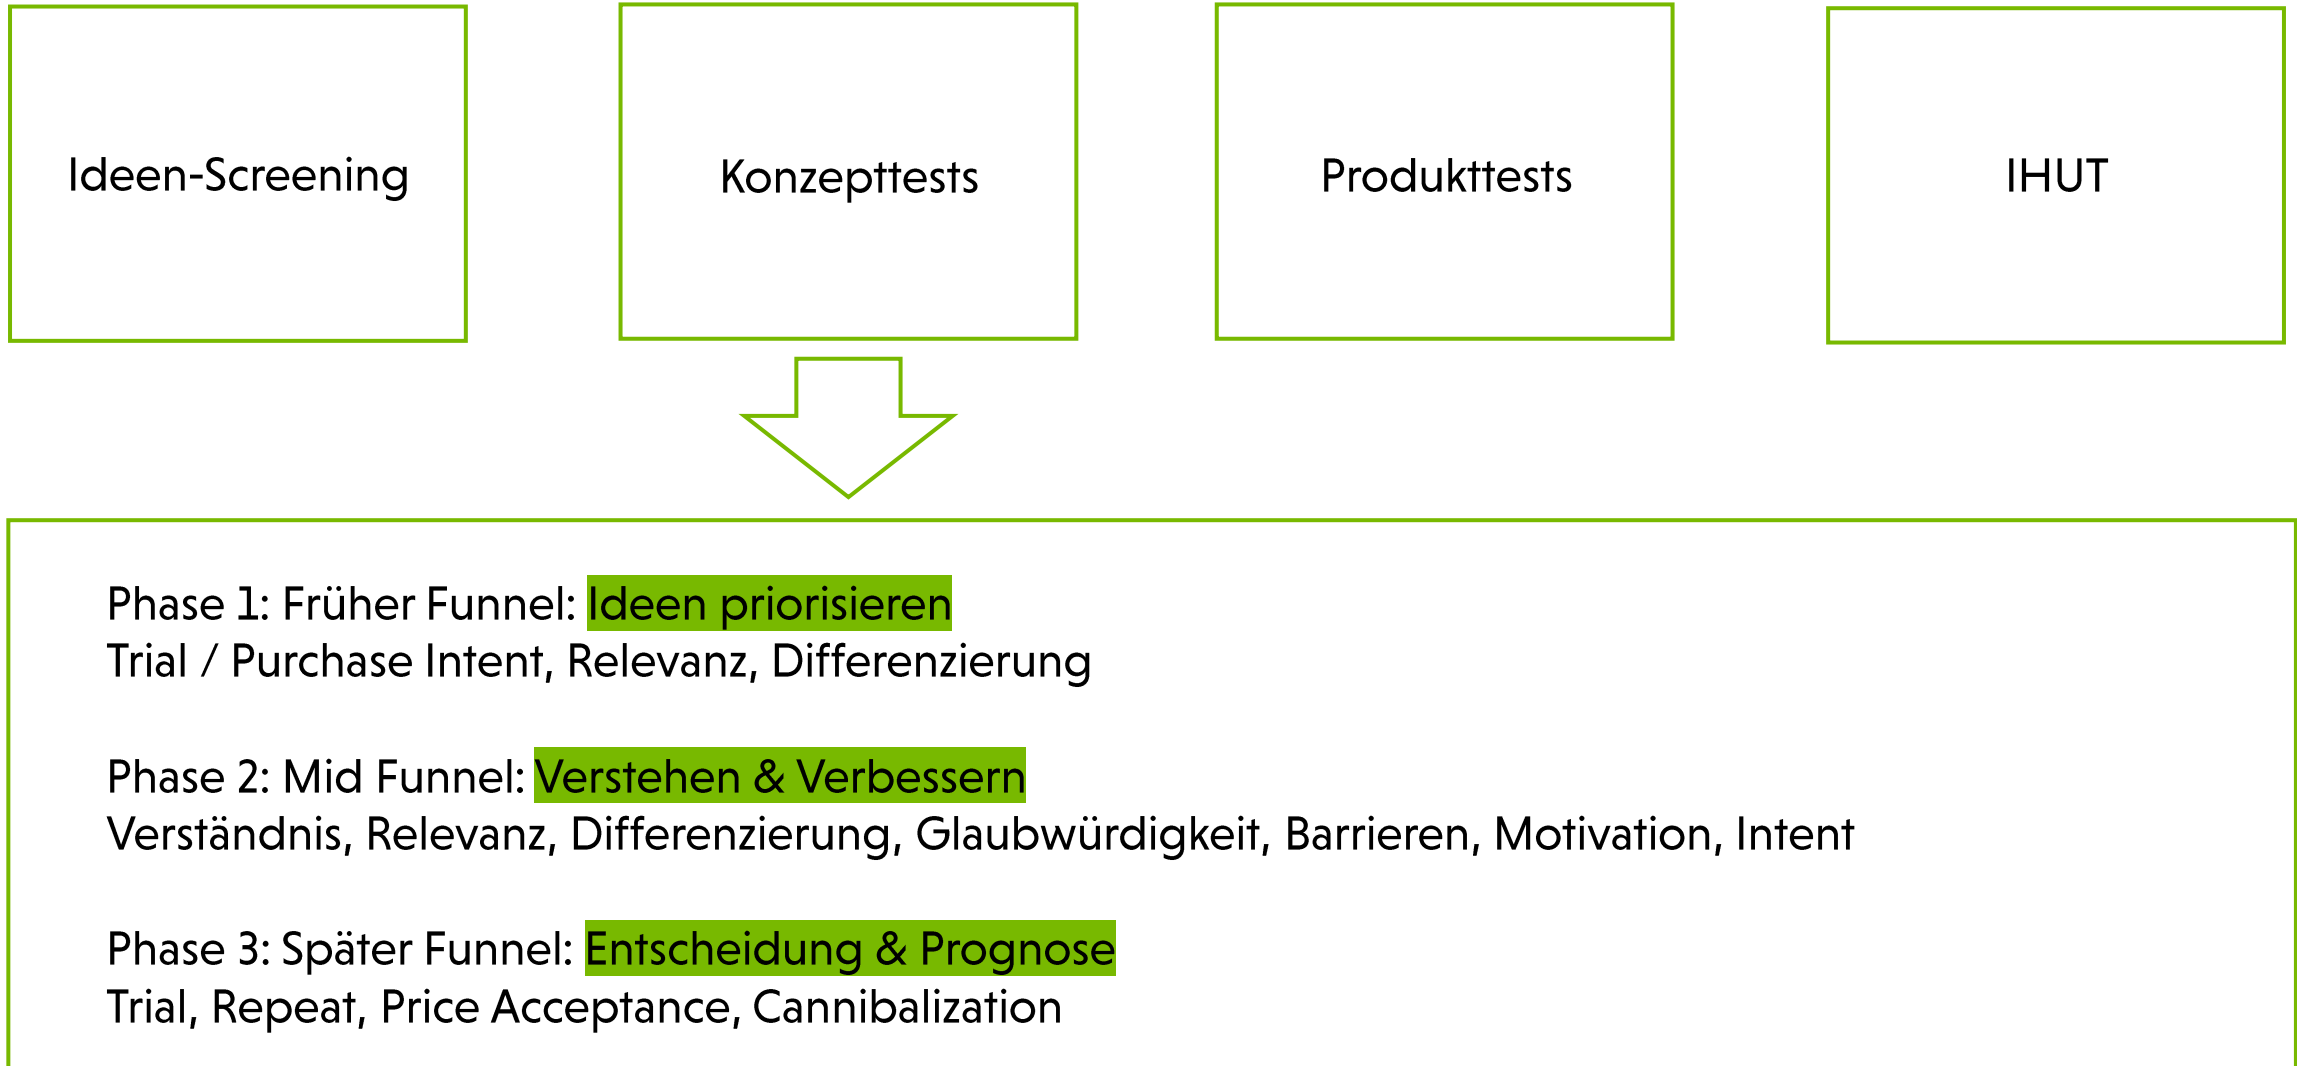 Ideen-Screening
Konzepttests
Produkttests
IHUT
Phase 1: Früher Funnel: Ideen priorisieren
Trial / Purchase Intent, Relevanz, Differenzierung
Phase 2: Mid Funnel: Verstehen & Verbessern
Verständnis, Relevanz, Differenzierung, Glaubwürdigkeit, Barrieren, Motivation, Intent
Phase 3: Später Funnel: Entscheidung & Prognose
Trial, Repeat, Price Acceptance, Cannibalization